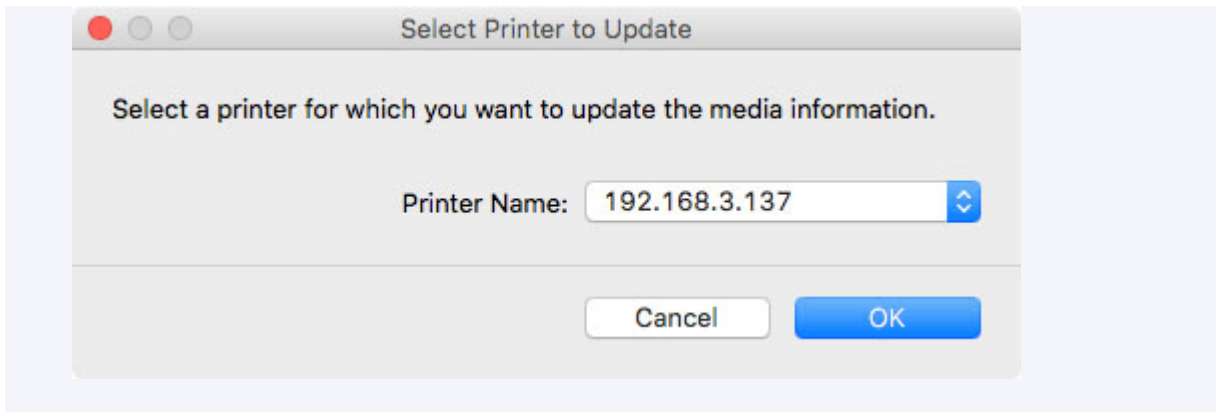 Select Printer to Update
Select a printer for which you want to update the media information.
Printer Name: 192.168.3.137
Cancel OK